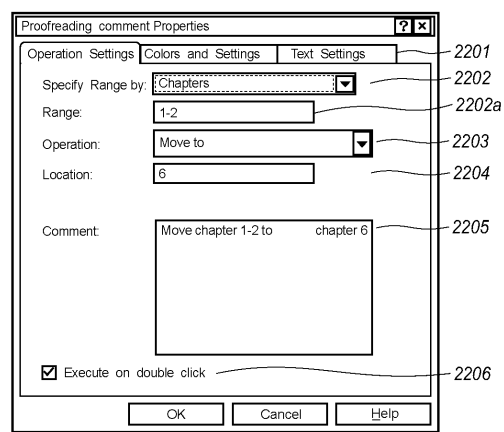 Proofreading comment Properties ? ×
Operation Settings Colors and Settings Text Settings 2201
Specify Range by: Chapters 2202
Range: 1-2 2202a
Operation: Move to 2203
Location: 6 2204
Comment: Move chapter 1-2 to chapter 6 2205
Execute on double click 2206
OK Cancel Help